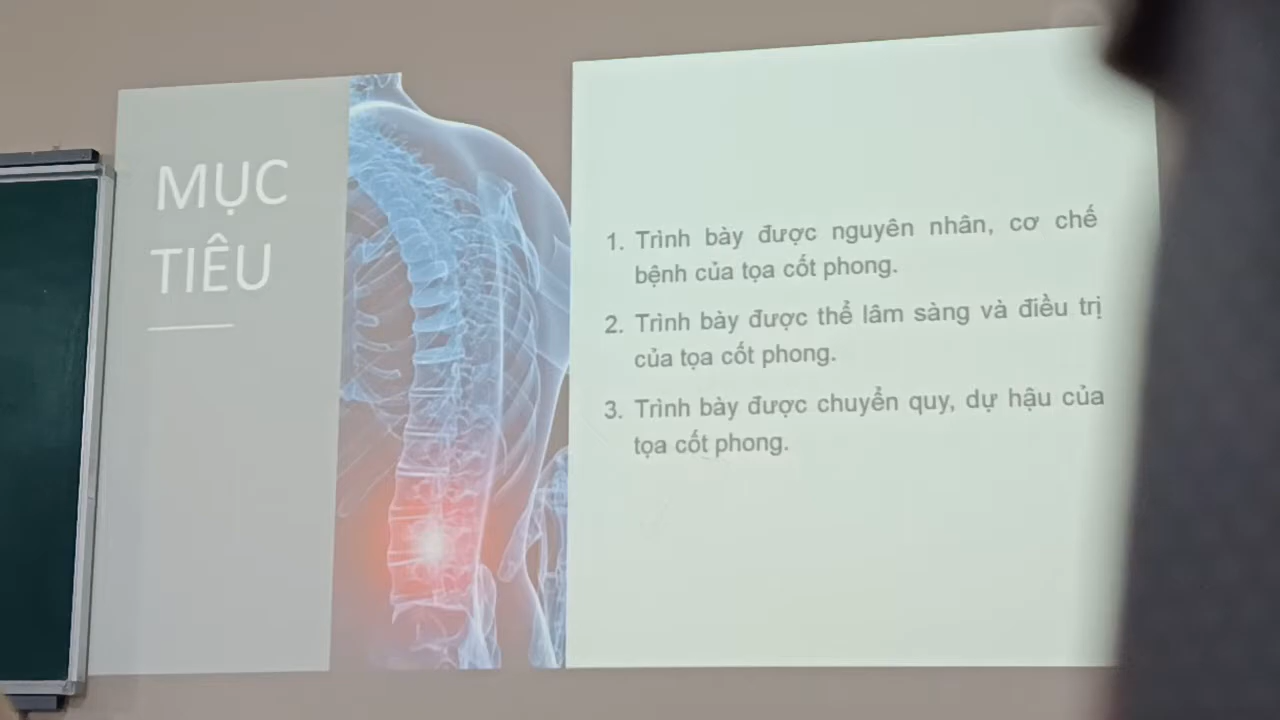 MỤC
TIÊU
1. Trình bày được nguyên nhân, cơ chế
bệnh của tọa cốt phong.
2. Trình bày được thể lâm sàng và điều trị
của tọa cốt phong.
3. Trình bày được chuyển quy, dự hậu của
tọa cốt phong.